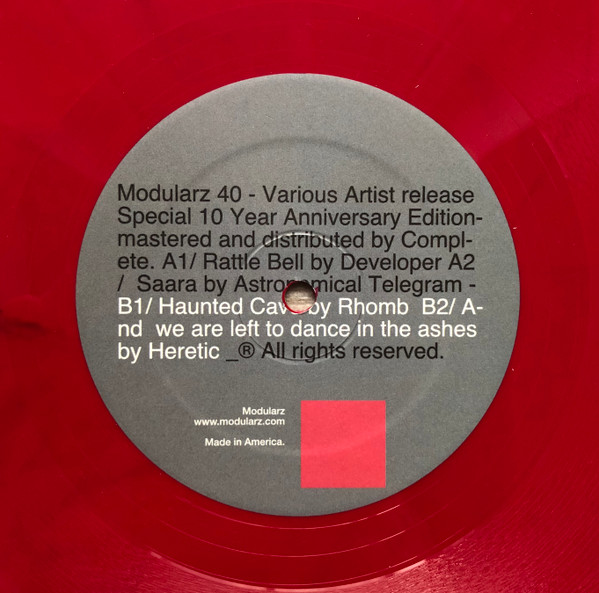 Modularz 40 - Various Artist release
Special 10 Year Anniversary Edition-
mastered and distributed by Compl-
ete. A1/ Rattle Bell by Developer A2
/ Saara by Astronomical Telegram -
B1/ Haunted Cave by Rhomb B2/ A-
nd we are left to dance in the ashes
by Heretic _® All rights reserved.
Modularz
www.modularz.com
Made in America.